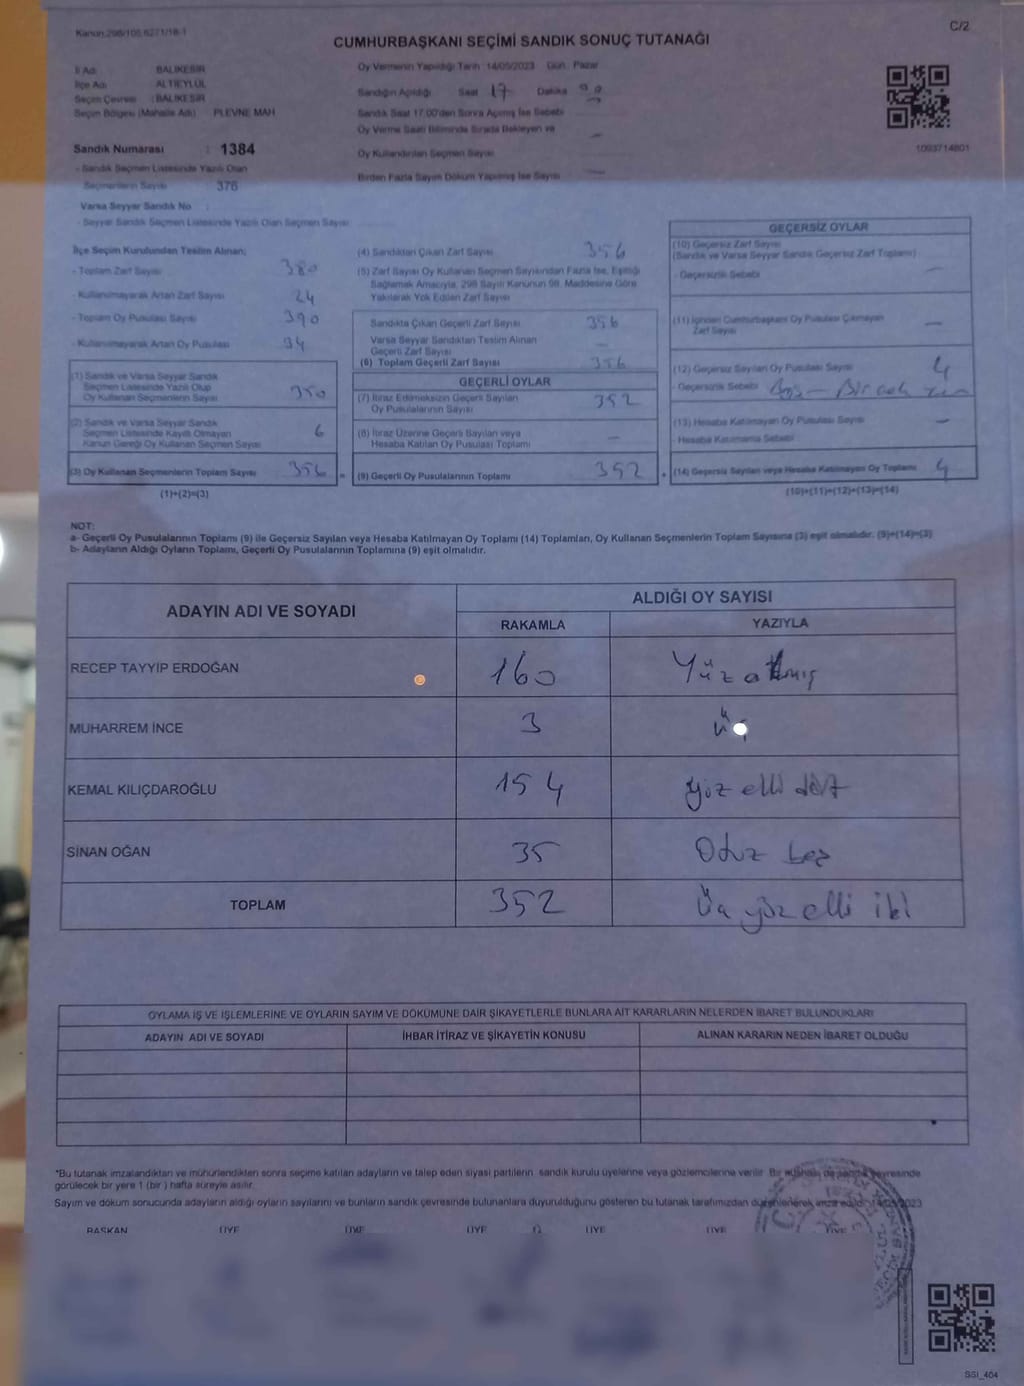 Kanun:298/105,6271/18-1
C/2
CUMHURBAŞKANI SEÇİMİ SANDIK SONUÇ TUTANAĞI
İl Adı BALIKESİR
İlçe Adı ALTIEYLÜL
Seçim Çevresi : BALIKESİR
Seçim Bölgesi (Mahalle Adı) PLEVNE MAH
Sandık Numarası : 1384
- Sandık Seçmen Listesinde Yazılı Olan
Seçmenlerin Sayısı 376
Varsa Seyyar Sandık No
- Seyyar Sandık Seçmen Listesinde Yazılı Olan Seçmen Sayısı
Oy Vermenin Yapıldığı Tarih : 14/05/2023 Gün : Pazar
Sandığın Açıldığı Saat 17 Dakika
Sandık Saat 17.00'den Sonra Açılmış İse Sebebi
Oy Verme Saati Bitiminde Sırada Bekleyen ve —
Oy Kullandırılan Seçmen Sayısı
Birden Fazla Sayım Döküm Yapılmış İse Sayısı —
1093714801
İlçe Seçim Kurulundan Teslim Alınan;
- Toplam Zarf Sayısı 380
- Kullanılmayarak Artan Zarf Sayısı 24
- Toplam Oy Pusulası Sayısı 390
- Kullanılmayarak Artan Oy Pusulası 34
(1) Sandık ve Varsa Seyyar Sandık
Seçmen Listesinde Yazılı Olup
Oy Kullanan Seçmenlerin Sayısı 350
(2) Sandık ve Varsa Seyyar Sandık
Seçmen Listesinde Kayıtlı Olmayan
Kanun Gereği Oy Kullanan Seçmen Sayısı 6
(3) Oy Kullanan Seçmenlerin Toplam Sayısı 356
(1)+(2)=(3)
(4) Sandıktan Çıkan Zarf Sayısı 356
(5) Zarf Sayısı Oy Kullanan Seçmen Sayısından Fazla İse, Eşitliği
Sağlamak Amacıyla, 298 Sayılı Kanunun 98. Maddesine Göre
Yakılarak Yok Edilen Zarf Sayısı
Sandıkta Çıkan Geçerli Zarf Sayısı 356
Varsa Seyyar Sandıktan Teslim Alınan
Geçerli Zarf Sayısı —
(6) Toplam Geçerli Zarf Sayısı 356
GEÇERLİ OYLAR
(7) İtiraz Edilmeksizin Geçerli Sayılan
Oy Pusulalarının Sayısı 352
(8) İtiraz Üzerine Geçerli Sayılan veya
Hesaba Katılan Oy Pusulası Toplamı —
= (9) Geçerli Oy Pusulalarının Toplamı 352
GEÇERSİZ OYLAR
(10) Geçersiz Zarf Sayısı
(Sandık ve Varsa Seyyar Sandık Geçersiz Zarf Toplamı)
- Geçersizlik Sebebi —
(11) İçinden Cumhurbaşkanı Oy Pusulası Çıkmayan
Zarf Sayısı —
(12) Geçersiz Sayılan Oy Pusulası Sayısı 4
- Geçersizlik Sebebi
(13) Hesaba Katılmayan Oy Pusulası Sayısı —
- Hesaba Katılmama Sebebi
+ (14) Geçersiz Sayılan veya Hesaba Katılmayan Oy Toplamı 4
(10)+(11)+(12)+(13)=(14)
NOT:
a- Geçerli Oy Pusulalarının Toplamı (9) ile Geçersiz Sayılan veya Hesaba Katılmayan Oy Toplamı (14) Toplamları, Oy Kullanan Seçmenlerin Toplam Sayısına (3) eşit olmalıdır. (9)+(14)=(3)
b- Adayların Aldığı Oyların Toplamı, Geçerli Oy Pusulalarının Toplamına (9) eşit olmalıdır.
ADAYIN ADI VE SOYADI
ALDIĞI OY SAYISI
RAKAMLA YAZIYLA
RECEP TAYYİP ERDOĞAN 160 Yüz atmış
MUHARREM İNCE 3 üç
KEMAL KILIÇDAROĞLU 154 yüz elli dört
SİNAN OĞAN 35 Otuz beş
TOPLAM 352 Üç yüz elli iki
OYLAMA İŞ VE İŞLEMLERİNE VE OYLARIN SAYIM VE DÖKÜMÜNE DAİR ŞİKAYETLERLE BUNLARA AİT KARARLARIN NELERDEN İBARET BULUNDUKLARI
ADAYIN ADI VE SOYADI İHBAR İTİRAZ VE ŞİKAYETİN KONUSU ALINAN KARARIN NEDEN İBARET OLDUĞU
*Bu tutanak imzalandıktan ve mühürlendikten sonra seçime katılan adayların ve talep eden siyasi partilerin sandık kurulu üyelerine veya gözlemcilerine verilir. Bir nüshası da sandık çevresinde
görülecek bir yere 1 (bir ) hafta süreyle asılır.
Sayım ve döküm sonucunda adayların aldığı oyların sayılarını ve bunların sandık çevresinde bulunanlara duyurulduğunu gösteren bu tutanak tarafımızdan düzenlenerek imza edildi.
BAŞKAN ÜYE ÜYE ÜYE ÜYE ÜYE ÜYE
SSI_404